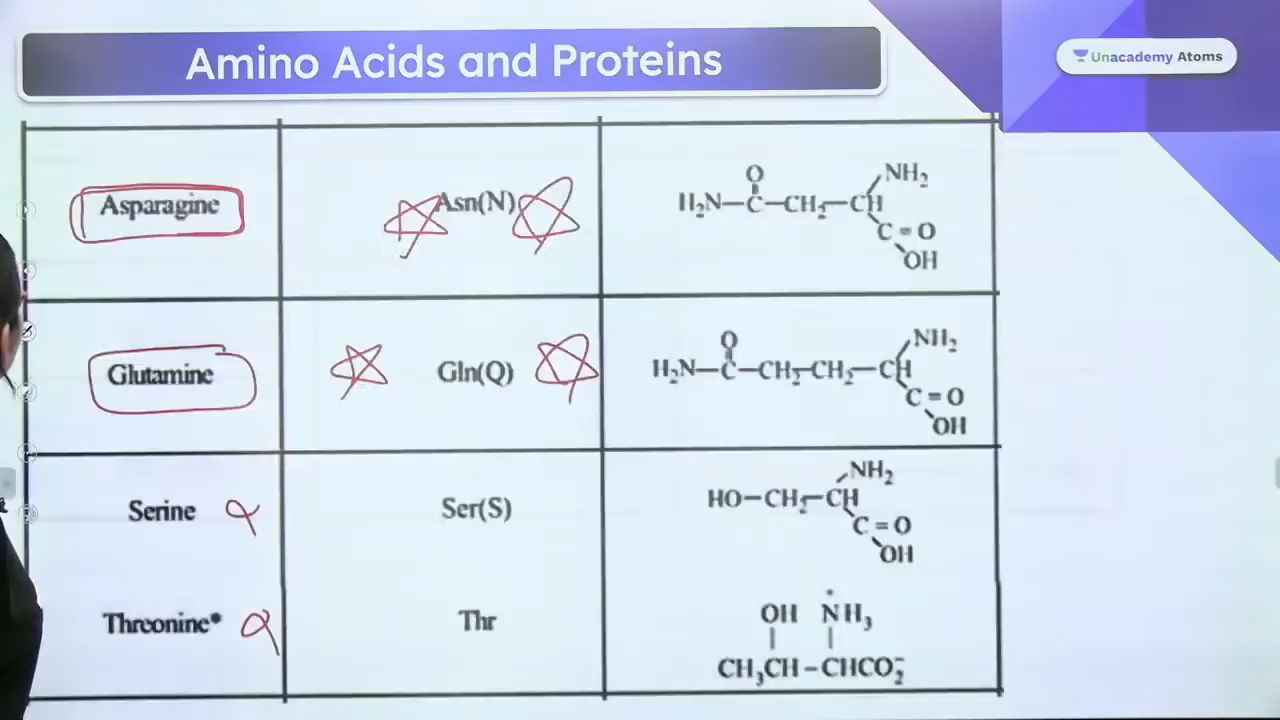 Amino Acids and Proteins
Unacademy Atoms
Asparagine
Asn(N)
O
NH₂
H₂N—C—CH₂—CH
C=O
OH
Glutamine
Gln(Q)
O
NH₂
H₂N—C—CH₂—CH₂—CH
C=O
OH
Serine
Ser(S)
NH₂
HO—CH₂—CH
C=O
OH
Threonine*
Thr
OH NH₃
CH₃CH–CHCO₂⁻